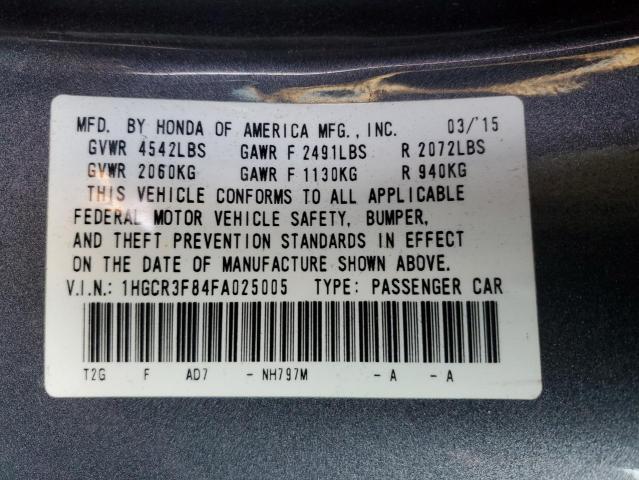 MFD. BY HONDA OF AMERICA MFG., INC. 03/'15
GVWR 4542LBS GAWR F 2491LBS R 2072LBS
GVWR 2060KG GAWR F 1130KG R 940KG
THIS VEHICLE CONFORMS TO ALL APPLICABLE
FEDERAL MOTOR VEHICLE SAFETY, BUMPER,
AND THEFT PREVENTION STANDARDS IN EFFECT
ON THE DATE OF MANUFACTURE SHOWN ABOVE.
V.I.N.: 1HGCR3F84FA025005 TYPE: PASSENGER CAR
T2G F AD7 - NH797M - A - A